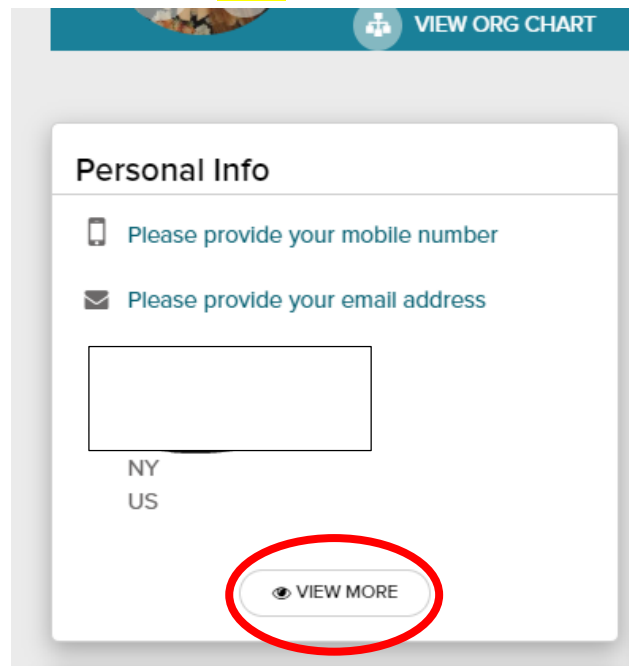 VIEW ORG CHART
Personal Info
Please provide your mobile number
Please provide your email address
NY
US
VIEW MORE